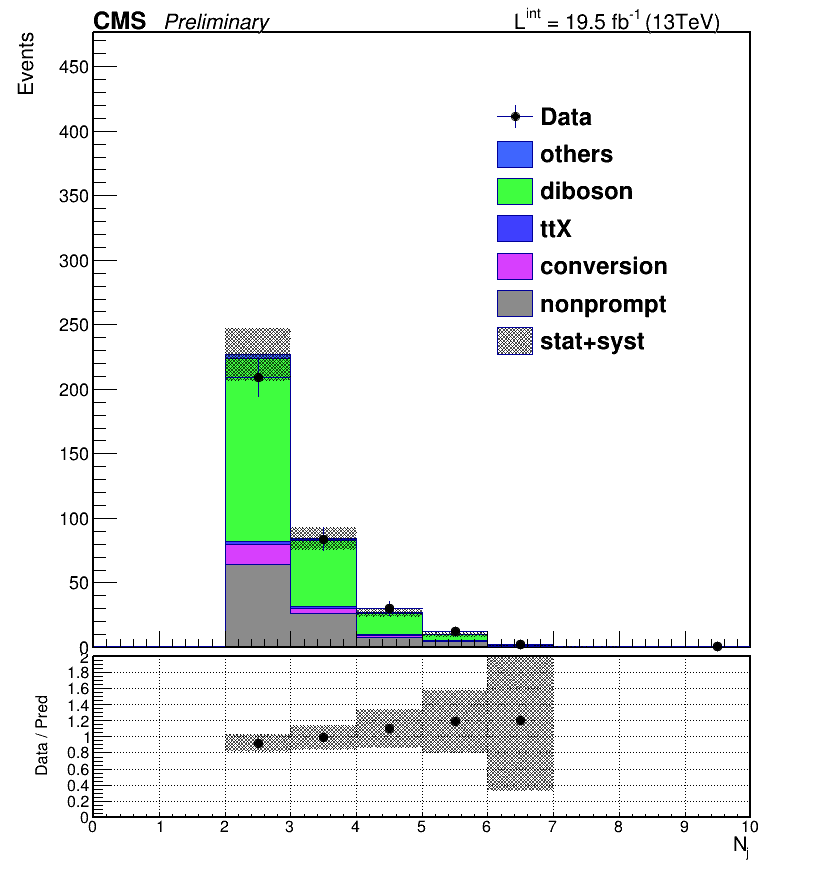 CMS Preliminary L^int = 19.5 fb^-1 (13TeV)
Events
450
400
350
300
250
200
150
100
50
0
Data
others
diboson
ttX
conversion
nonprompt
stat+syst
Data / Pred
2
1.8
1.6
1.4
1.2
1
0.8
0.6
0.4
0.2
0
0 1 2 3 4 5 6 7 8 9 10
N_j